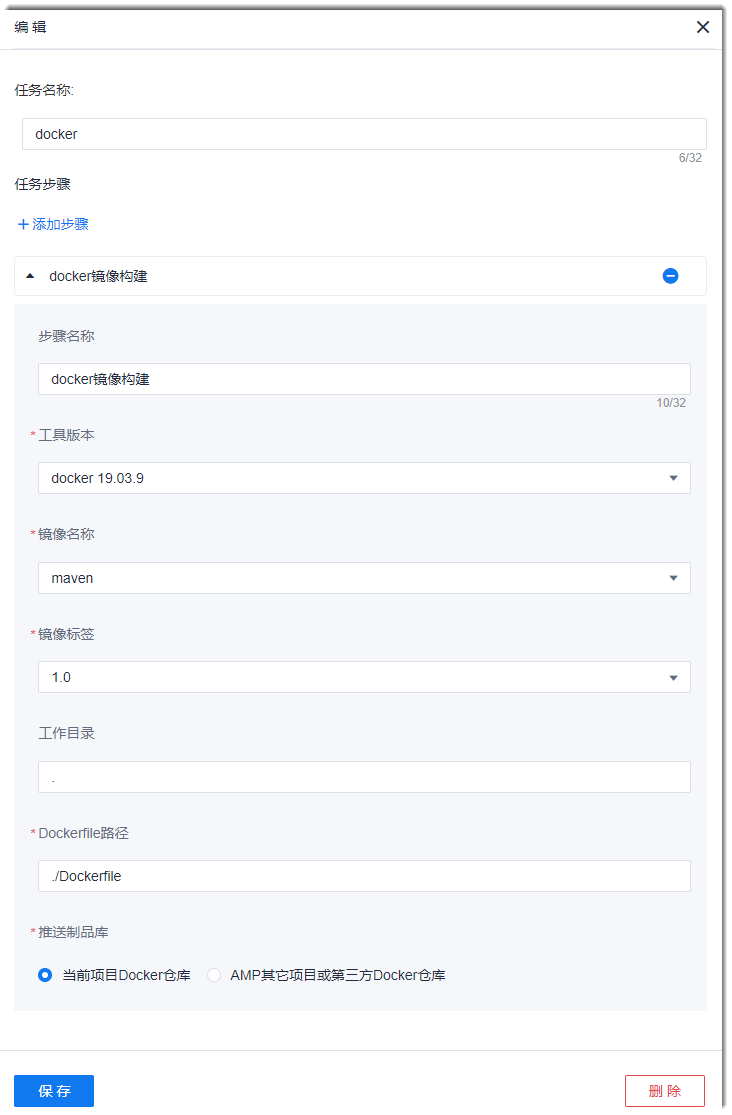 编 辑
任务名称:
docker
6/32
任务步骤
+添加步骤
docker镜像构建
步骤名称
docker镜像构建
10/32
*工具版本
docker 19.03.9
*镜像名称
maven
*镜像标签
1.0
工作目录
.
*Dockerfile路径
./Dockerfile
*推送制品库
当前项目Docker仓库 AMP其它项目或第三方Docker仓库
保 存 删 除